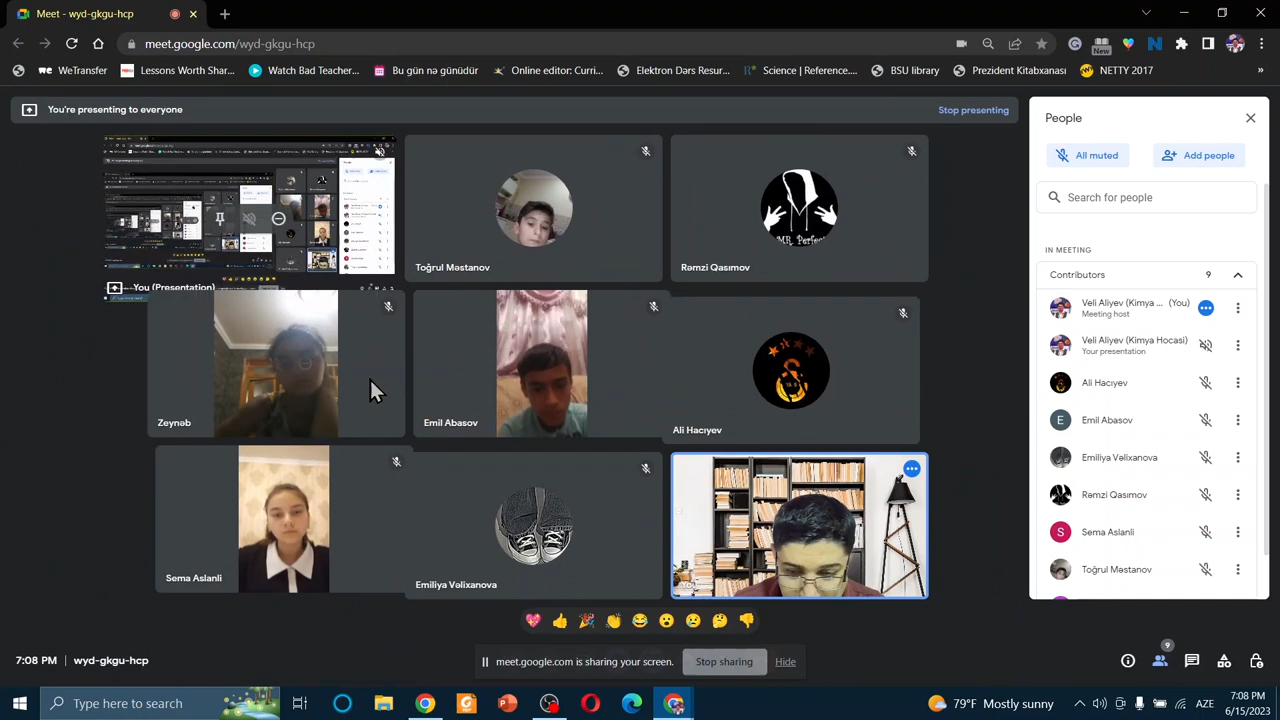 Meet - wyd-gkgu-hcp
meet.google.com/wyd-gkgu-hcp
New
WeTransfer
Lessons Worth Shar...
Watch Bad Teacher...
Bu gün nə günüdür
Online course Curri...
Elektron Dərs Resur...
Science | Reference...
BSU library
Prezident Kitabxanası
NETTY 2017
»
You're presenting to everyone
Stop presenting
People
All muted
Add people
Search for people
IN MEETING
Contributors 9
Veli Aliyev (Kimya ... (You)
Meeting host
Veli Aliyev (Kimya Hocasi)
Your presentation
Ali Hacıyev
Emil Abasov
Emiliya Vəlixanova
Rəmzi Qasımov
Sema Aslanli
Toğrul Məstanov
You (Presentation)
Toğrul Məstanov
Rəmzi Qasımov
Zeynəb
Emil Abasov
Ali Hacıyev
Sema Aslanli
Emiliya Vəlixanova
7:08 PM | wyd-gkgu-hcp
meet.google.com is sharing your screen.
Stop sharing
Hide
9
Type here to search
79°F Mostly sunny
AZE
7:08 PM
6/15/2023